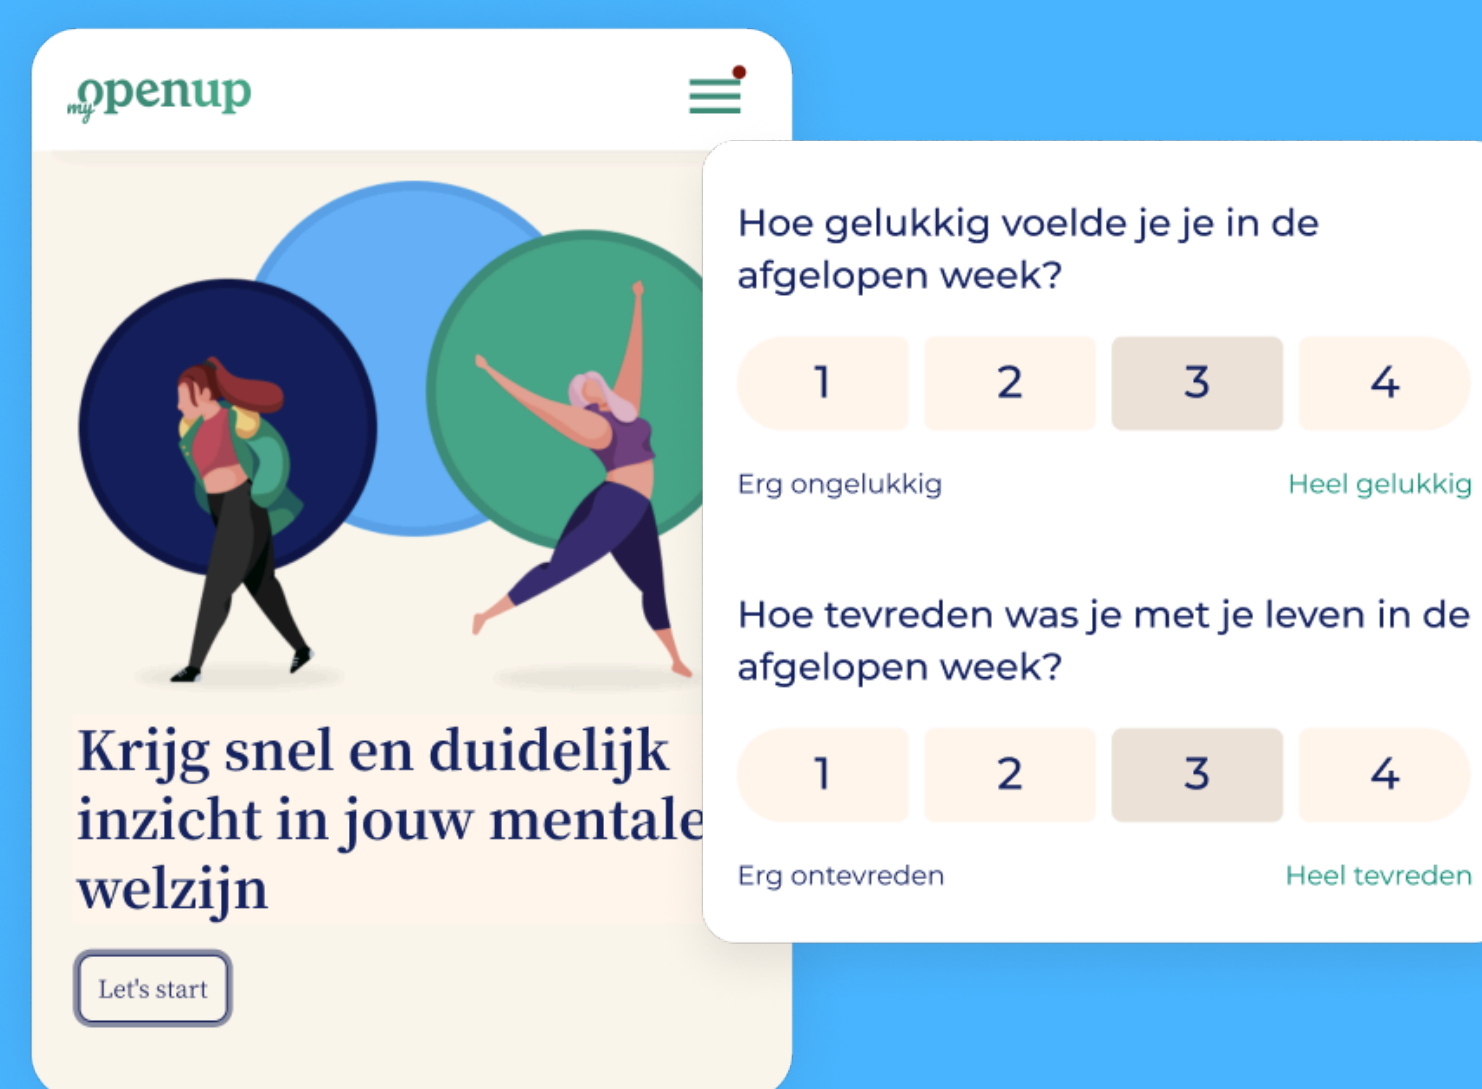 my openup
Krijg snel en duidelijk
inzicht in jouw mentale
welzijn
Let's start
Hoe gelukkig voelde je je in de
afgelopen week?
1 2 3 4
Erg ongelukkig Heel gelukkig
Hoe tevreden was je met je leven in de
afgelopen week?
1 2 3 4
Erg ontevreden Heel tevreden